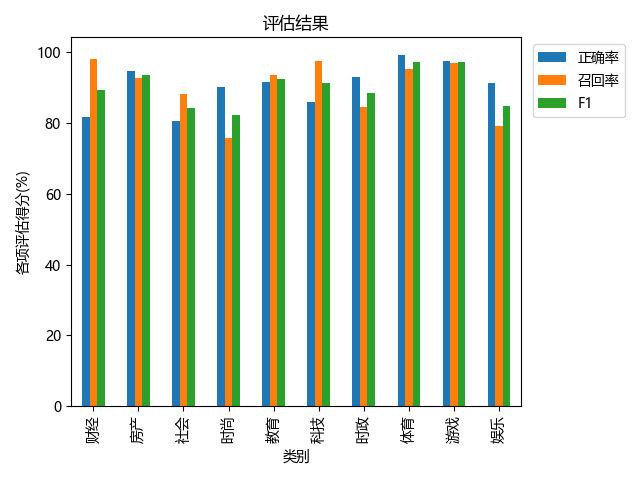 评估结果
正确率
召回率
F1
各项评估得分(%)
100
80
60
40
20
0
财经
房产
社会
时尚
教育
科技
时政
体育
游戏
娱乐
类别